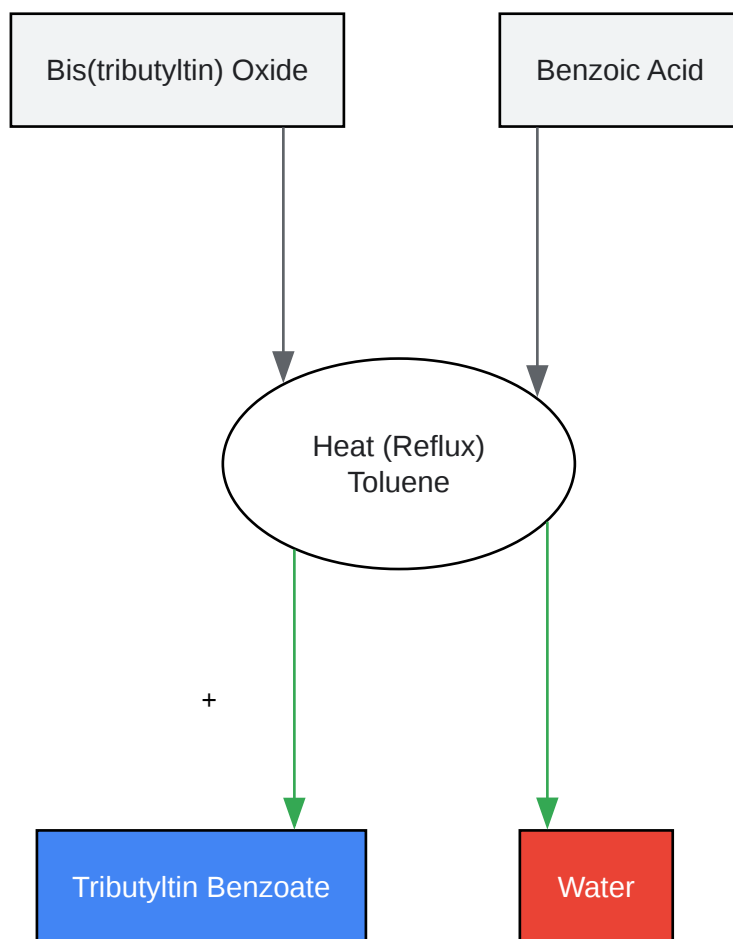 Bis(tributyltin) Oxide
Benzoic Acid
Heat (Reflux)
Toluene
+
Tributyltin Benzoate
Water